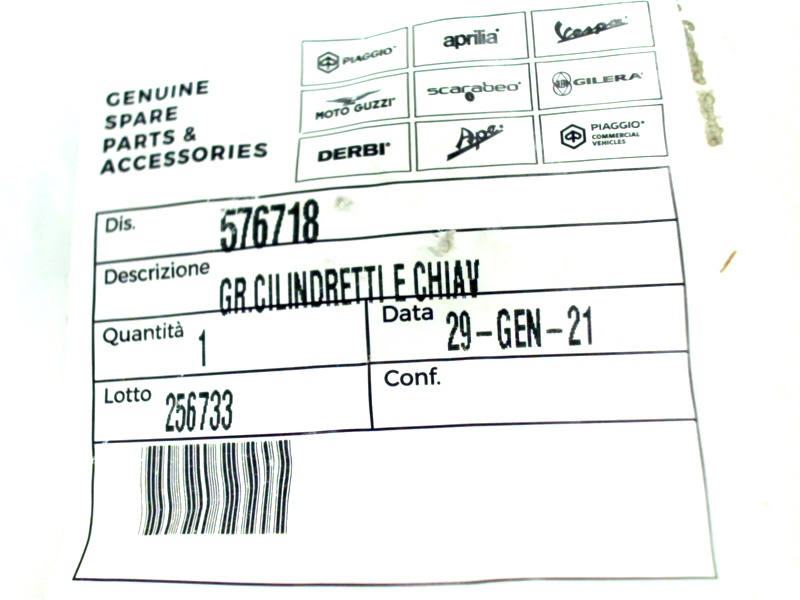 GENUINE
SPARE
PARTS &
ACCESSORIES
PIAGGIO
aprilia
Vespa
MOTO GUZZI
scarabeo
GILERA
DERBI
Ape
PIAGGIO
COMMERCIAL
VEHICLES
Dis. 576718
Descrizione GR.CILINDRETTI E CHIAV
Quantità 1
Data 29-GEN-21
Lotto 256733
Conf.